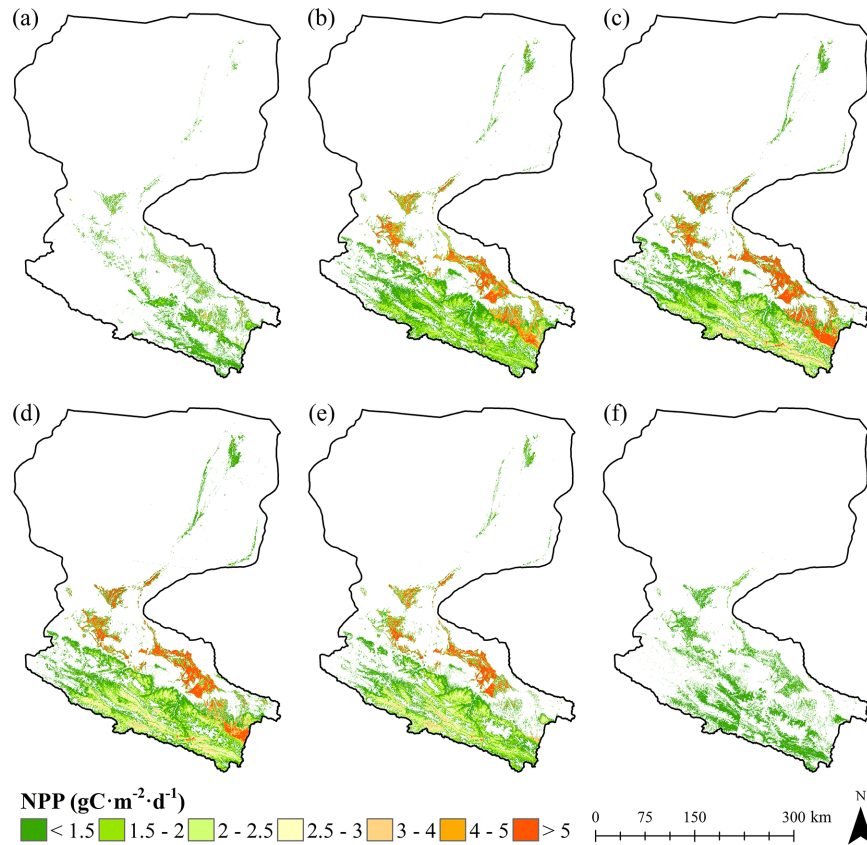 (a) (b) (c)
(d) (e) (f)
NPP (gC·m⁻²·d⁻¹)
< 1.5 1.5 - 2 2 - 2.5 2.5 - 3 3 - 4 4 - 5 > 5
0 75 150 300 km
N